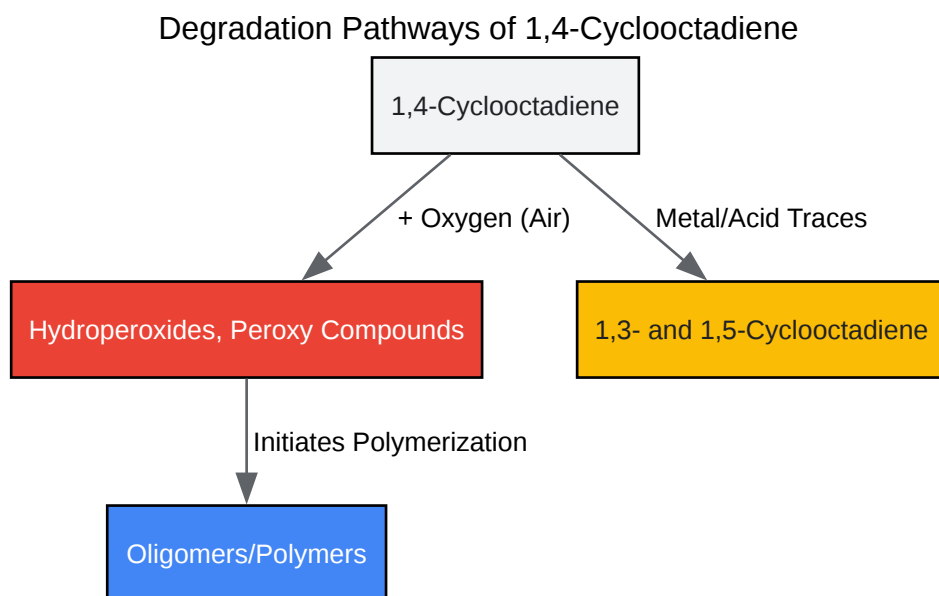 Degradation Pathways of 1,4-Cyclooctadiene
1,4-Cyclooctadiene
+ Oxygen (Air)
Metal/Acid Traces
Hydroperoxides, Peroxy Compounds
1,3- and 1,5-Cyclooctadiene
Initiates Polymerization
Oligomers/Polymers